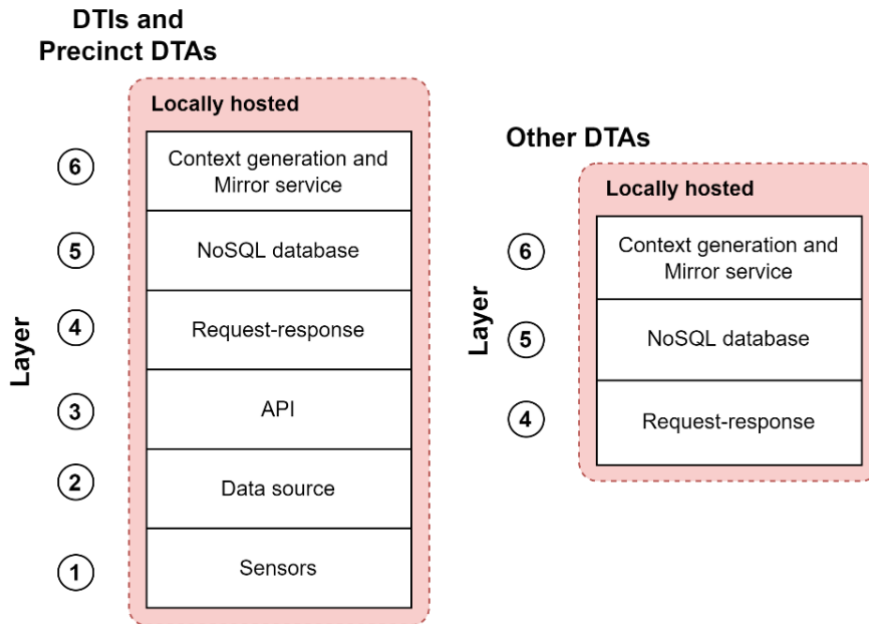 DTIs and
Precinct DTAs
Locally hosted
Layer
6
Context generation and
Mirror service
5
NoSQL database
4
Request-response
3
API
2
Data source
1
Sensors
Other DTAs
Locally hosted
Layer
6
Context generation and
Mirror service
5
NoSQL database
4
Request-response